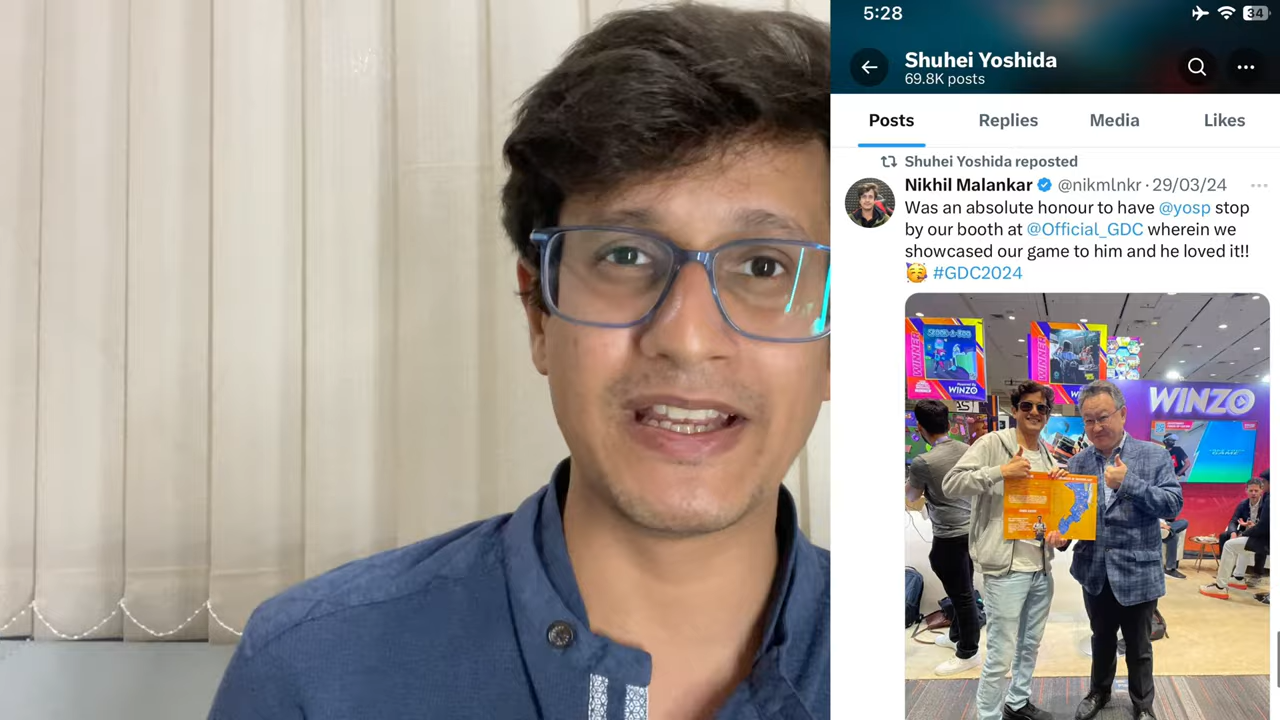 5:28
34
Shuhei Yoshida
69.8K posts
Posts Replies Media Likes
Shuhei Yoshida reposted
Nikhil Malankar @nikmlnkr · 29/03/24
Was an absolute honour to have @yosp stop
by our booth at @Official_GDC wherein we
showcased our game to him and he loved it!!
🥳 #GDC2024
WINNER
WINZO
WINNER
WINZO
WINZO